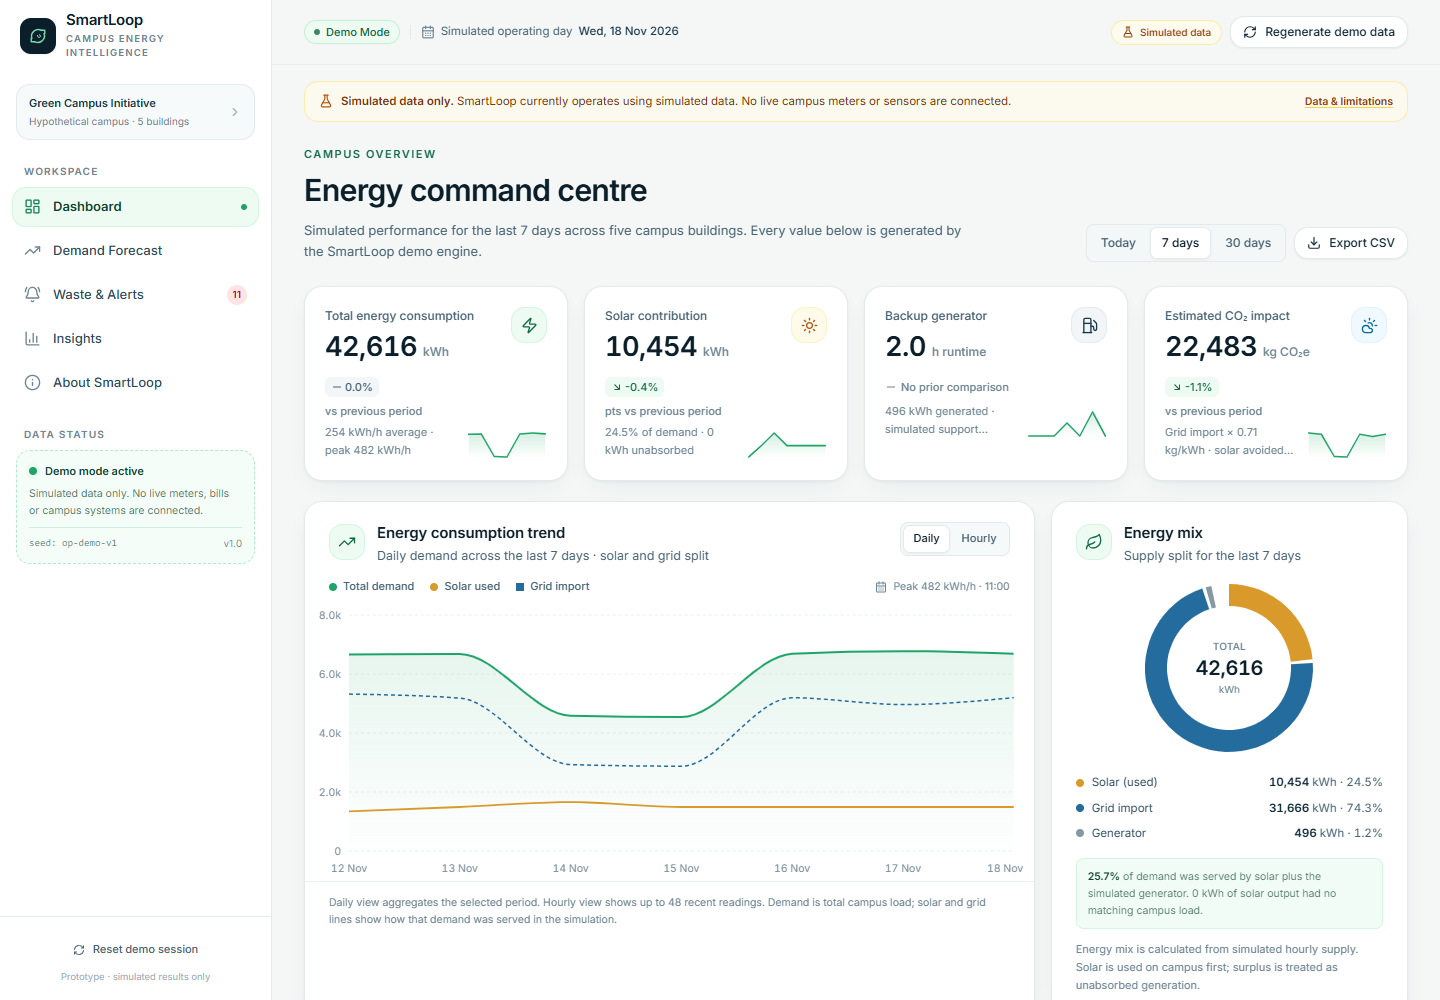 SmartLoop
CAMPUS ENERGY
INTELLIGENCE
Green Campus Initiative
Hypothetical campus · 5 buildings
WORKSPACE
Dashboard
Demand Forecast
Waste & Alerts
11
Insights
About SmartLoop
DATA STATUS
Demo mode active
Simulated data only. No live meters, bills
or campus systems are connected.
seed: op-demo-v1
v1.0
Reset demo session
Prototype · simulated results only
Demo Mode
Simulated operating day Wed, 18 Nov 2026
Simulated data
Regenerate demo data
Simulated data only. SmartLoop currently operates using simulated data. No live campus meters or sensors are connected.
Data & limitations
CAMPUS OVERVIEW
Energy command centre
Simulated performance for the last 7 days across five campus buildings. Every value below is generated by
the SmartLoop demo engine.
Today
7 days
30 days
Export CSV
Total energy consumption
42,616 kWh
0.0%
vs previous period
254 kWh/h average ·
peak 482 kWh/h
Solar contribution
10,454 kWh
-0.4%
pts vs previous period
24.5% of demand · 0
kWh unabsorbed
Backup generator
2.0 h runtime
No prior comparison
496 kWh generated ·
simulated support...
Estimated CO₂ impact
22,483 kg CO₂e
-1.1%
vs previous period
Grid import × 0.71
kg/kWh · solar avoided...
Energy consumption trend
Daily demand across the last 7 days · solar and grid split
Daily
Hourly
Total demand
Solar used
Grid import
Peak 482 kWh/h · 11:00
8.0k
6.0k
4.0k
2.0k
0
12 Nov
13 Nov
14 Nov
15 Nov
16 Nov
17 Nov
18 Nov
Daily view aggregates the selected period. Hourly view shows up to 48 recent readings. Demand is total campus load; solar and grid
lines show how that demand was served in the simulation.
Energy mix
Supply split for the last 7 days
TOTAL
42,616
kWh
Solar (used)
10,454 kWh · 24.5%
Grid import
31,666 kWh · 74.3%
Generator
496 kWh · 1.2%
25.7% of demand was served by solar plus the
simulated generator. 0 kWh of solar output had no
matching campus load.
Energy mix is calculated from simulated hourly supply.
Solar is used on campus first; surplus is treated as
unabsorbed generation.